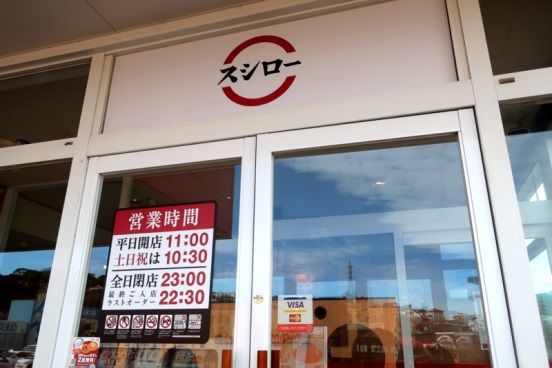 スシロー
営業時間
平日開店 11:00
土日祝は 10:30
全日閉店 23:00
最終ご入店
ラストオーダー 22:30
VISA
MasterCard